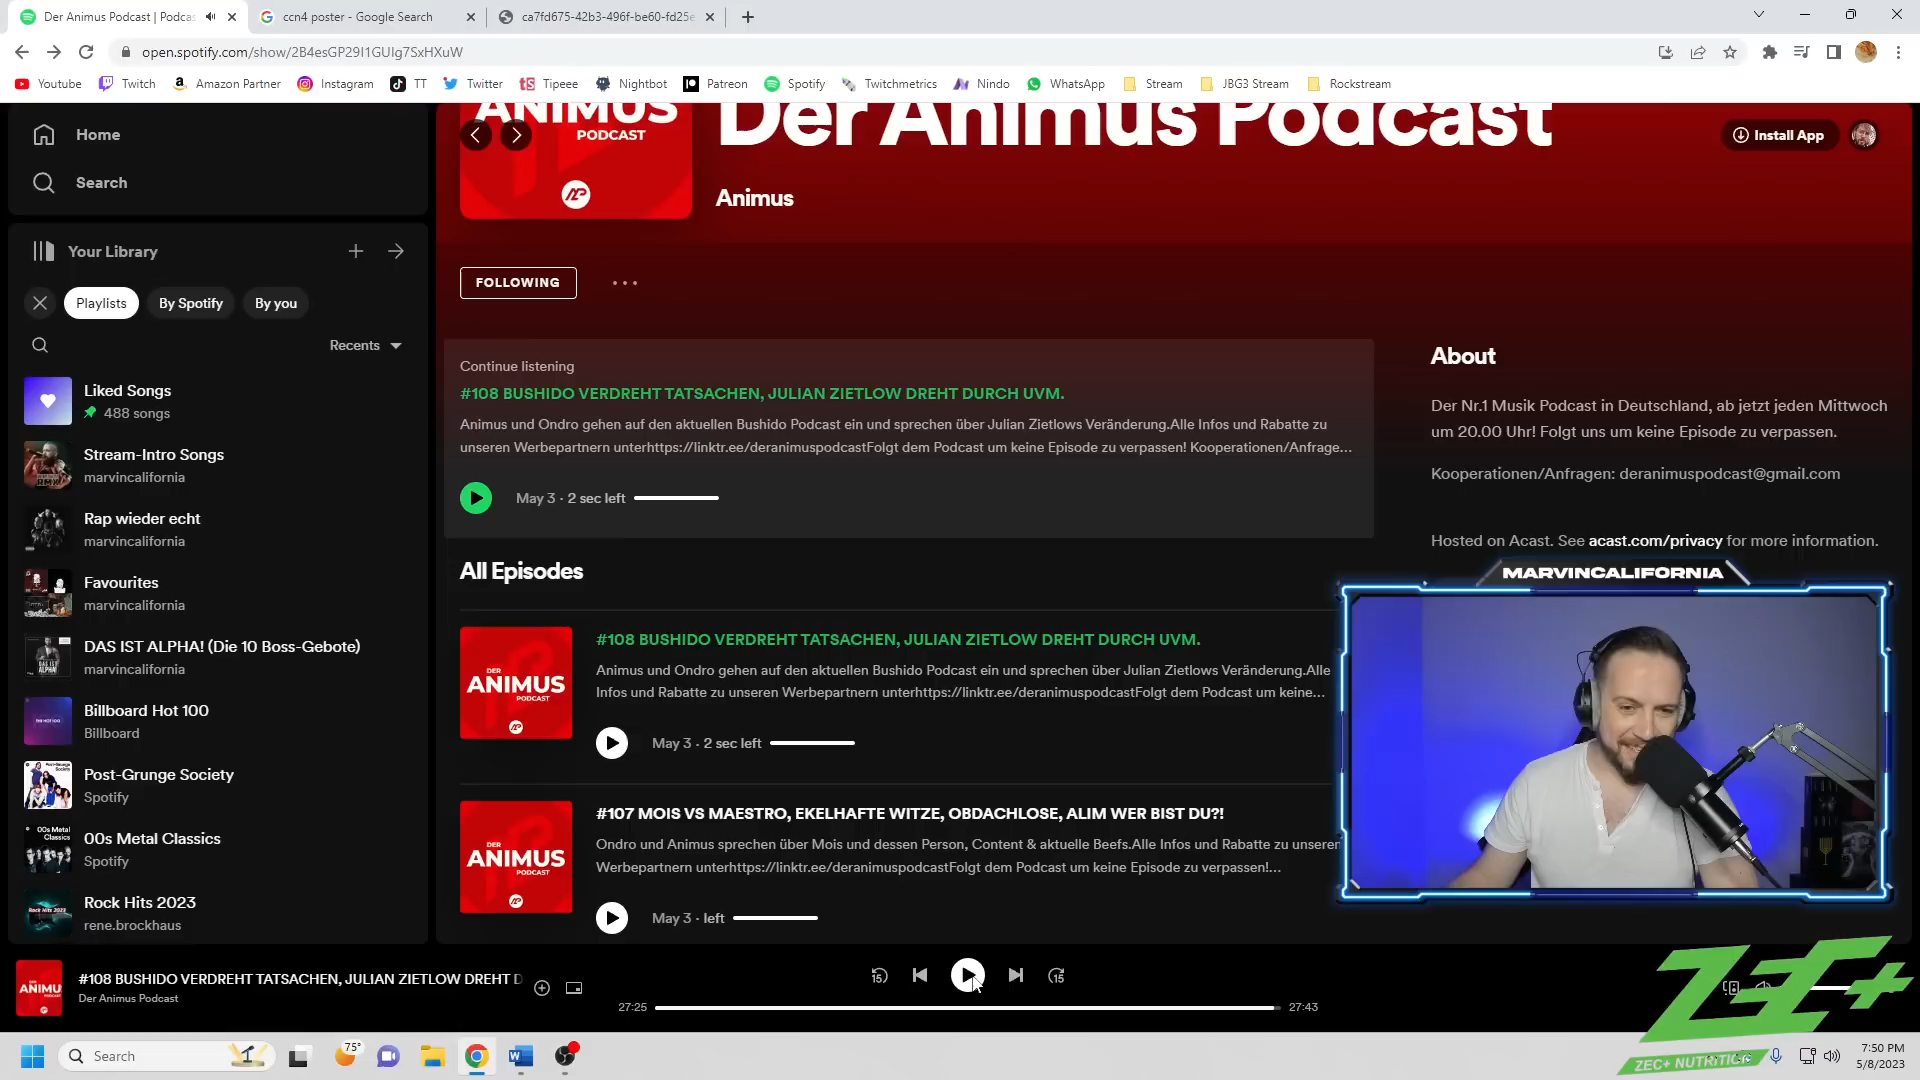 Der Animus Podcast | Podcas
ccn4 poster - Google Search
ca7fd675-42b3-496f-be60-fd25e
open.spotify.com/show/2B4esGP29I1GUIg7SxHXuW
Youtube
Twitch
Amazon Partner
Instagram
TT
Twitter
Tipeee
Nightbot
Patreon
Spotify
Twitchmetrics
Nindo
WhatsApp
Stream
JBG3 Stream
Rockstream
Home
Search
Your Library
Playlists
By Spotify
By you
Recents
Liked Songs
488 songs
Stream-Intro Songs
marvincalifornia
Rap wieder echt
marvincalifornia
Favourites
marvincalifornia
DAS IST ALPHA! (Die 10 Boss-Gebote)
marvincalifornia
Billboard Hot 100
Billboard
Post-Grunge Society
Spotify
00s Metal Classics
Spotify
Rock Hits 2023
rene.brockhaus
ANIMUS
PODCAST
Der Animus Podcast
Install App
Animus
FOLLOWING
Continue listening
#108 BUSHIDO VERDREHT TATSACHEN, JULIAN ZIETLOW DREHT DURCH UVM.
Animus und Ondro gehen auf den aktuellen Bushido Podcast ein und sprechen über Julian Zietlows Veränderung.Alle Infos und Rabatte zu
unseren Werbepartnern unterhttps://linktr.ee/deranimuspodcastFolgt dem Podcast um keine Episode zu verpassen! Kooperationen/Anfrage...
May 3 · 2 sec left
About
Der Nr.1 Musik Podcast in Deutschland, ab jetzt jeden Mittwoch
um 20.00 Uhr! Folgt uns um keine Episode zu verpassen.
Kooperationen/Anfragen: deranimuspodcast@gmail.com
Hosted on Acast. See acast.com/privacy for more information.
MARVINCALIFORNIA
All Episodes
DER
ANIMUS
PODCAST
#108 BUSHIDO VERDREHT TATSACHEN, JULIAN ZIETLOW DREHT DURCH UVM.
Animus und Ondro gehen auf den aktuellen Bushido Podcast ein und sprechen über Julian Zietlows Veränderung.Alle
Infos und Rabatte zu unseren Werbepartnern unterhttps://linktr.ee/deranimuspodcastFolgt dem Podcast um keine...
May 3 · 2 sec left
DER
ANIMUS
PODCAST
#107 MOIS VS MAESTRO, EKELHAFTE WITZE, OBDACHLOSE, ALIM WER BIST DU?!
Ondro und Animus sprechen über Mois und dessen Person, Content & aktuelle Beefs.Alle Infos und Rabatte zu unseren
Werbepartnern unterhttps://linktr.ee/deranimuspodcastFolgt dem Podcast um keine Episode zu verpassen!...
May 3 · left
ANIMU
#108 BUSHIDO VERDREHT TATSACHEN, JULIAN ZIETLOW DREHT D
Der Animus Podcast
15
15
27:25
27:43
ZEC+
ZEC+ NUTRITION
Search
75°
7:50 PM
5/8/2023